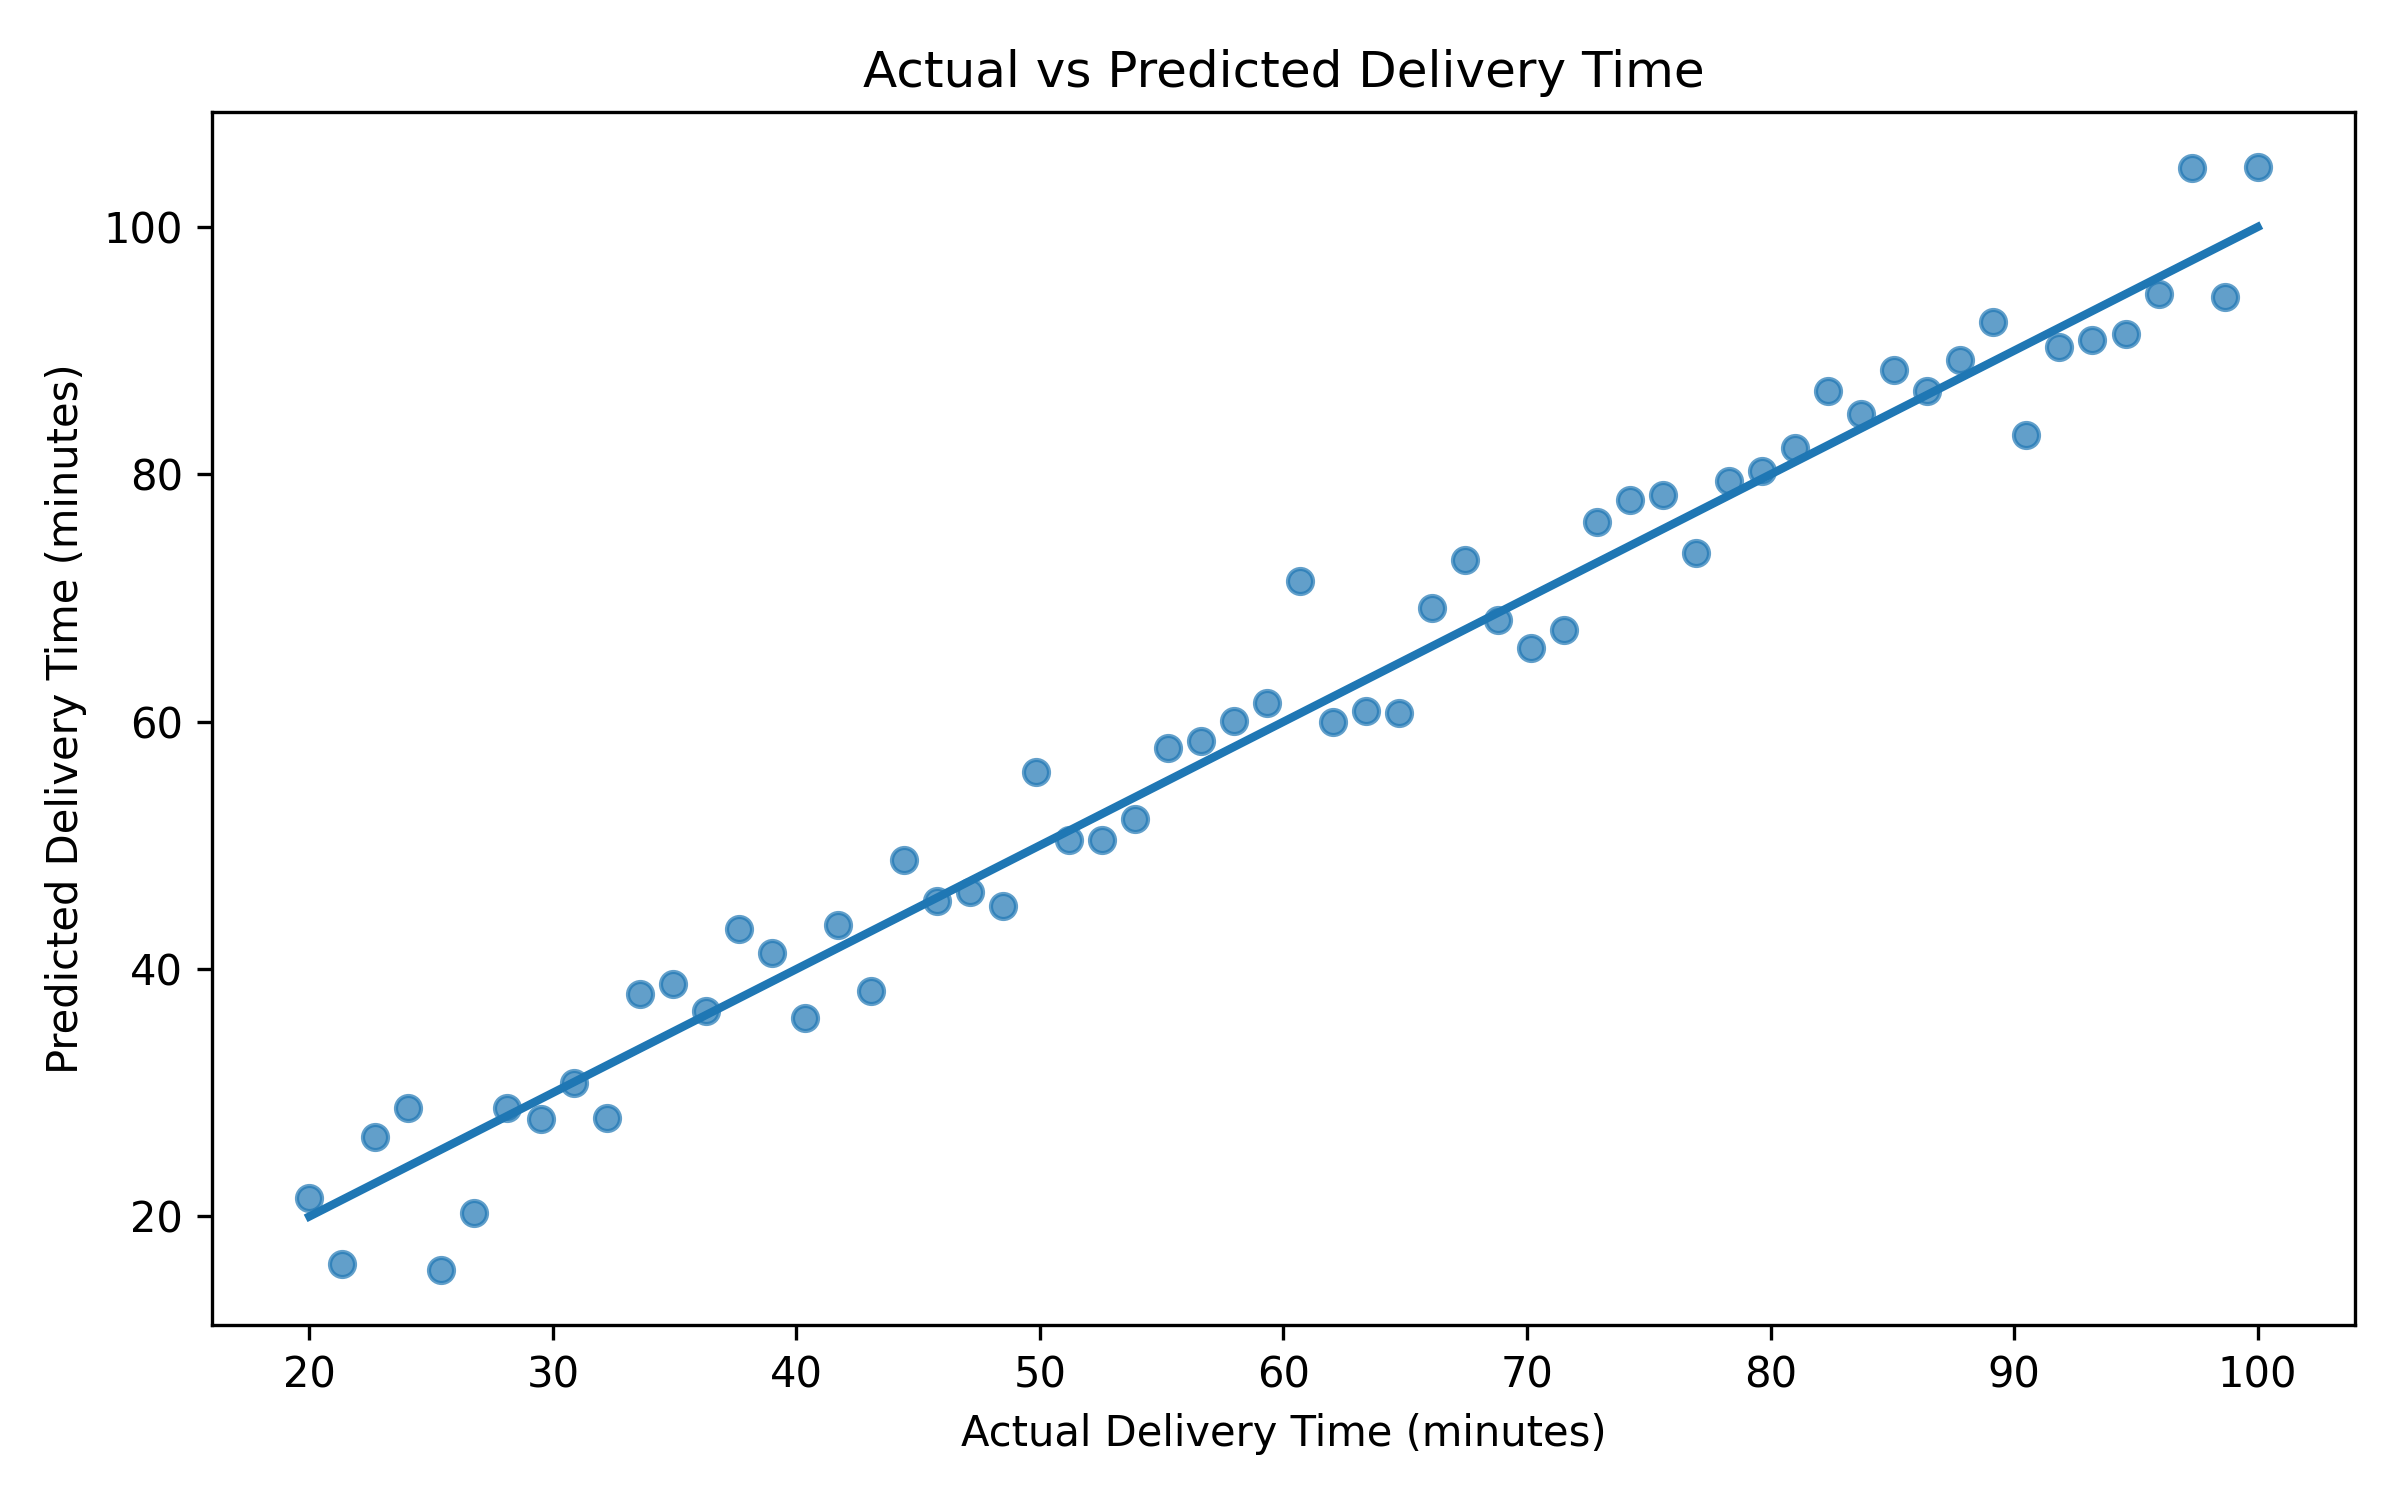 Actual vs Predicted Delivery Time
Predicted Delivery Time (minutes)
100
80
60
40
20
20 30 40 50 60 70 80 90 100
Actual Delivery Time (minutes)